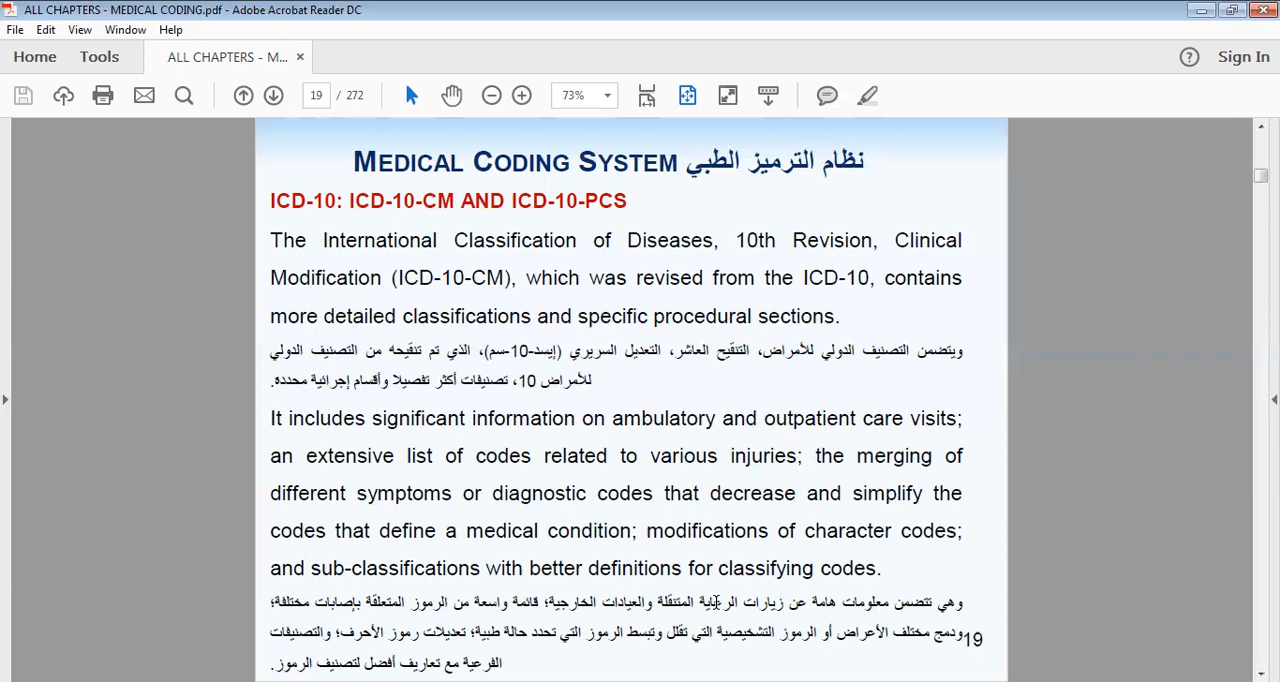 ALL CHAPTERS - MEDICAL CODING.pdf - Adobe Acrobat Reader DC
File Edit View Window Help
Home Tools ALL CHAPTERS - M... × ? Sign In
19 / 272 73%
MEDICAL CODING SYSTEM نظام الترميز الطبي
ICD-10: ICD-10-CM AND ICD-10-PCS
The International Classification of Diseases, 10th Revision, Clinical
Modification (ICD-10-CM), which was revised from the ICD-10, contains
more detailed classifications and specific procedural sections.
ويتضمن التصنيف الدولي للأمراض، التنقيح العاشر، التعديل السريري (إيسد-10-سم)، الذي تم تنقيحه من التصنيف الدولي
للأمراض 10، تصنيفات أكثر تفصيلا وأقسام إجرائية محددة.
It includes significant information on ambulatory and outpatient care visits;
an extensive list of codes related to various injuries; the merging of
different symptoms or diagnostic codes that decrease and simplify the
codes that define a medical condition; modifications of character codes;
and sub-classifications with better definitions for classifying codes.
وهي تتضمن معلومات هامة عن زيارات الرعاية المتنقلة والعيادات الخارجية؛ قائمة واسعة من الرموز المتعلقة بإصابات مختلفة؛
ودمج مختلف الأعراض أو الرموز التشخيصية التي تقلل وتبسط الرموز التي تحدد حالة طبية؛ تعديلات رموز الأحرف؛ والتصنيفات
19
الفرعية مع تعاريف أفضل لتصنيف الرموز.